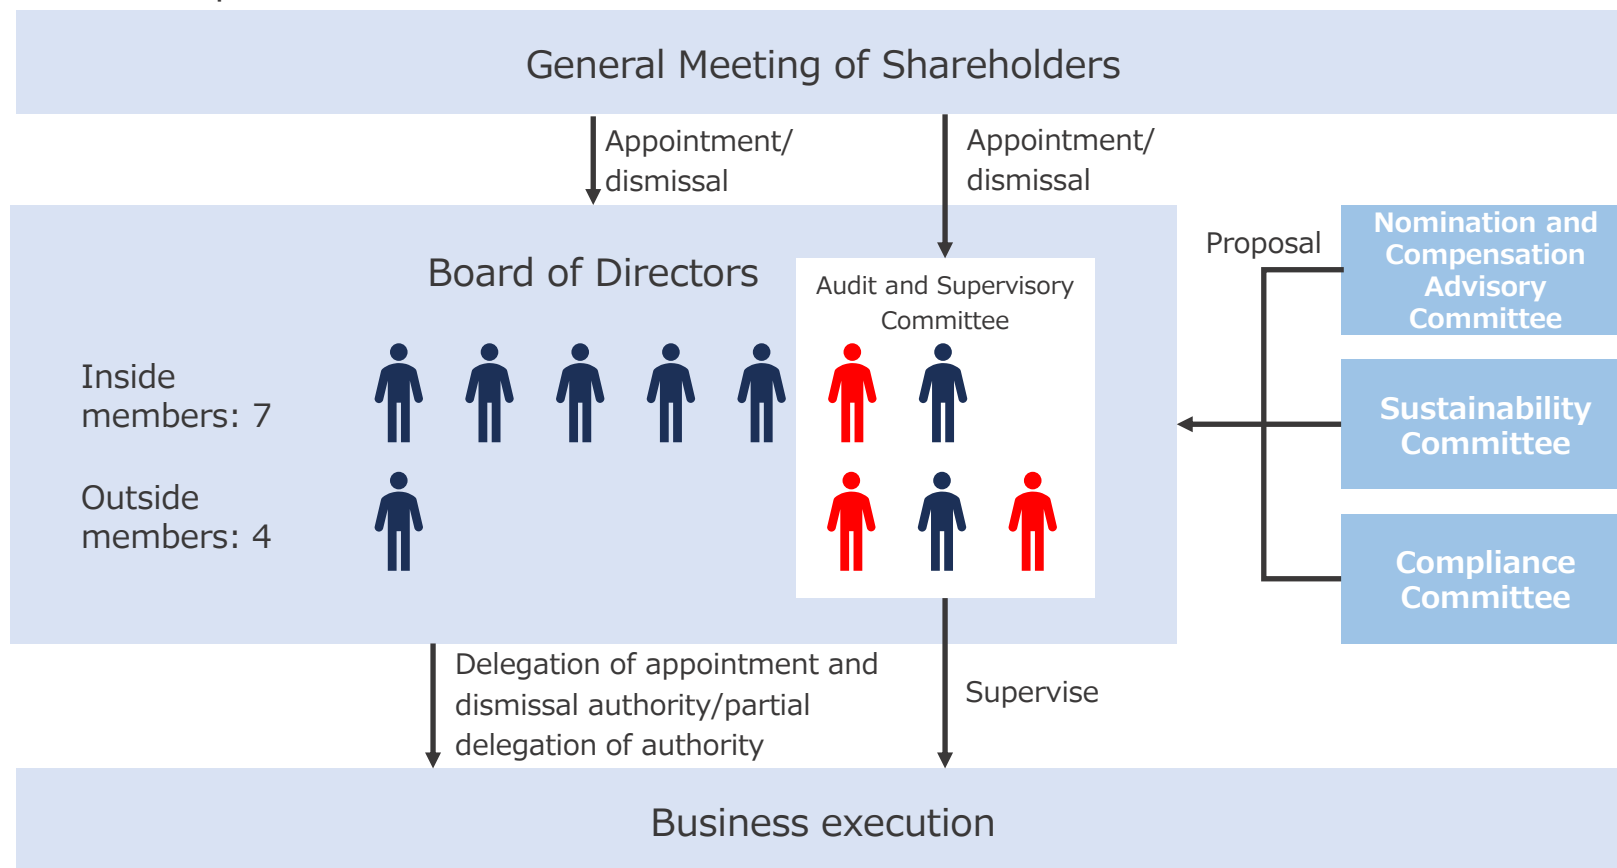 General Meeting of Shareholders
Appointment/
dismissal
Appointment/
dismissal
Board of Directors
Audit and Supervisory
Committee
Inside
members: 7
Outside
members: 4
Proposal
Nomination and
Compensation
Advisory
Committee
Sustainability
Committee
Compliance
Committee
Delegation of appointment and
dismissal authority/partial
delegation of authority
Supervise
Business execution